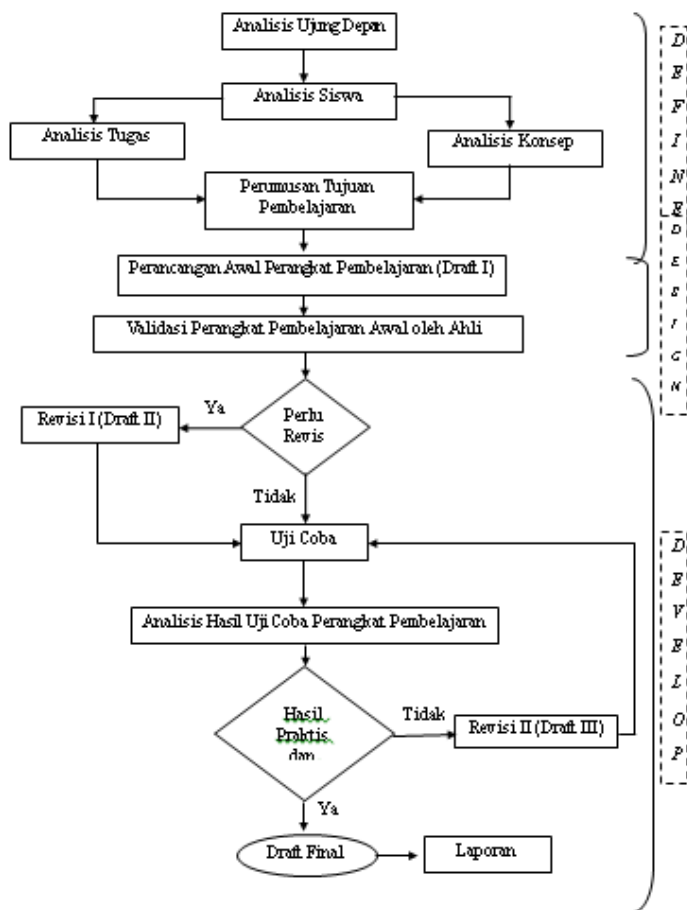 Analisis Ujung Depan
Analisis Siswa
Analisis Tugas
Analisis Konsep
Perumusan Tujuan
Pembelajaran
Perancangan Awal Perangkat Pembelajaran (Draft I)
Validasi Perangkat Pembelajaran Awal oleh Ahli
Perlu
Revis
Ya
Revisi I (Draft II)
Tidak
Uji Coba
Analisis Hasil Uji Coba Perangkat Pembelajaran
Hasil
Praktis
dan
Tidak
Revisi II (Draft III)
Ya
Draft Final
Laporan
D
E
F
I
N
E
D
E
S
I
G
N
D
E
V
E
L
O
P